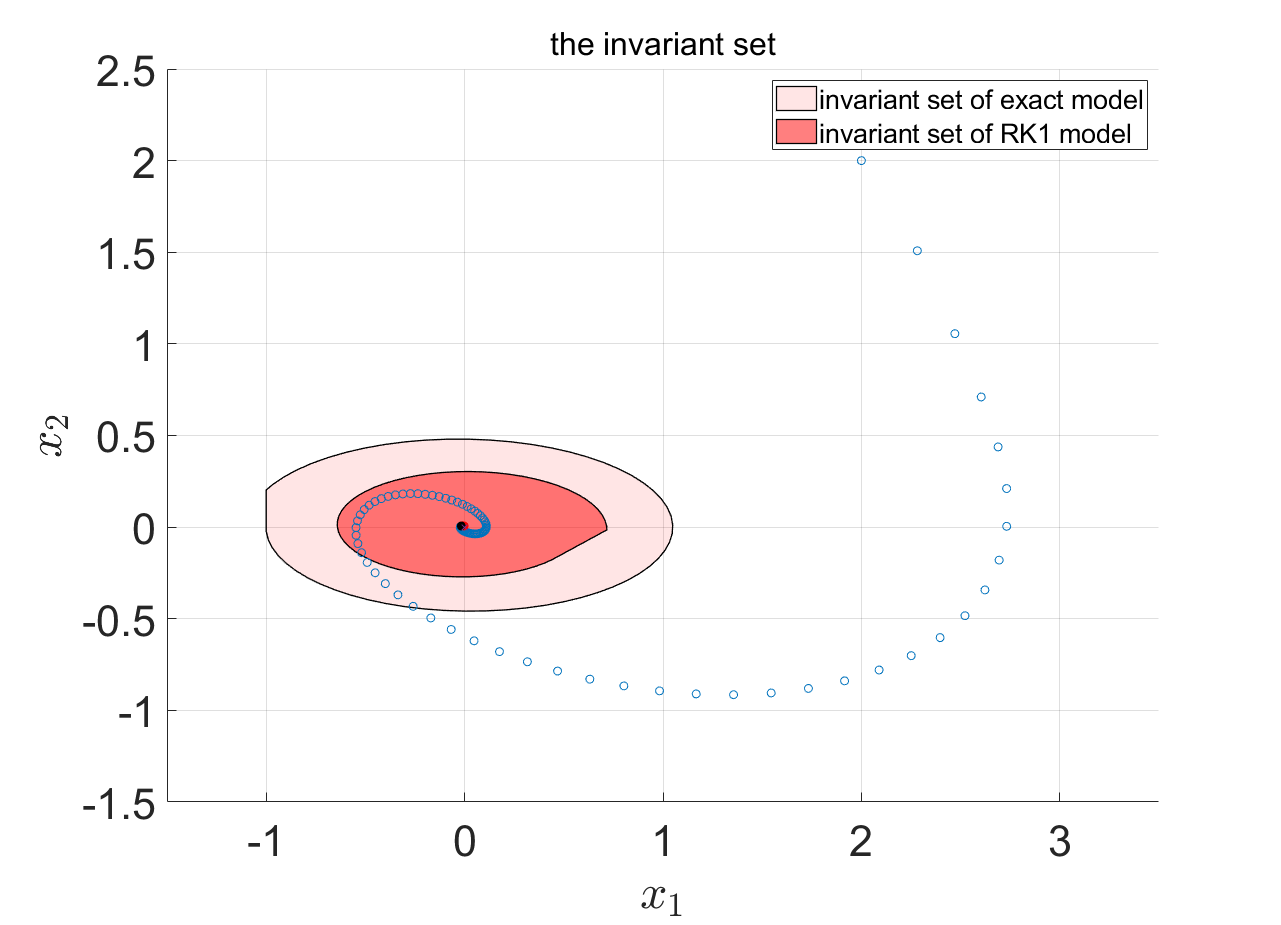 the invariant set
2.5
invariant set of exact model
invariant set of RK1 model
2
1.5
1
0.5
0
-0.5
-1
-1.5
-1 0 1 2 3
x1
x2